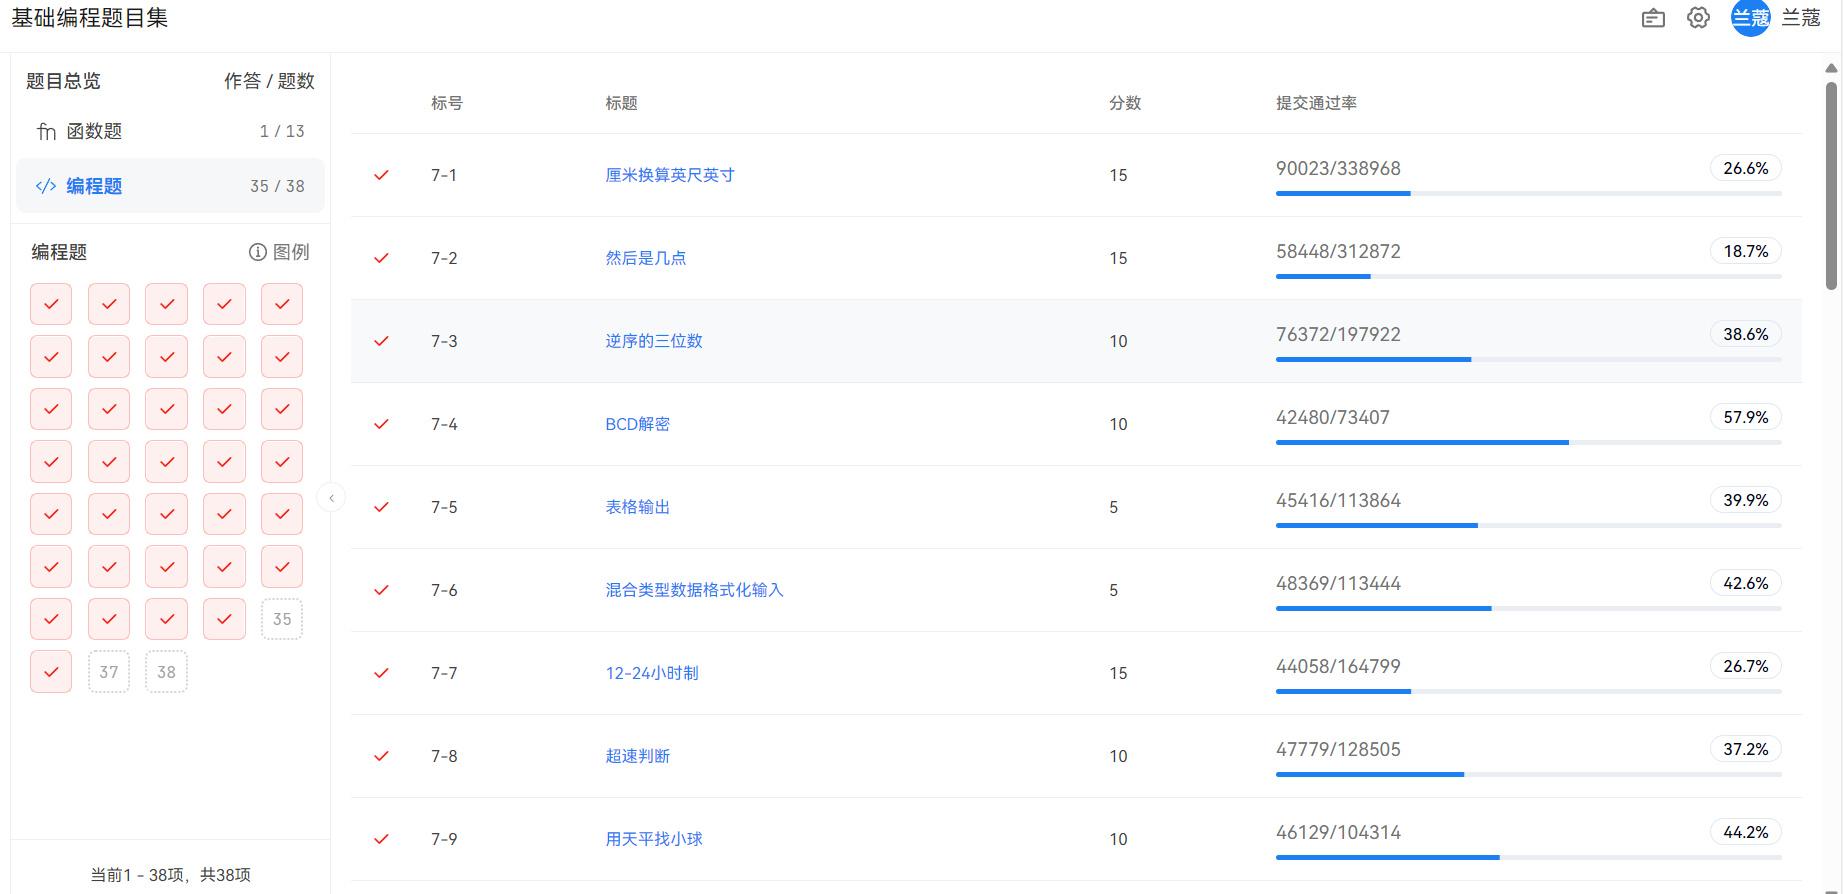 基础编程题目集
兰蔻 兰蔻
题目总览 作答 / 题数
fn 函数题 1 / 13
</> 编程题 35 / 38
编程题 图例
35
37 38
当前1 - 38项，共38项
标号 标题 分数 提交通过率
7-1 厘米换算英尺英寸 15 90023/338968 26.6%
7-2 然后是几点 15 58448/312872 18.7%
7-3 逆序的三位数 10 76372/197922 38.6%
7-4 BCD解密 10 42480/73407 57.9%
7-5 表格输出 5 45416/113864 39.9%
7-6 混合类型数据格式化输入 5 48369/113444 42.6%
7-7 12-24小时制 15 44058/164799 26.7%
7-8 超速判断 10 47779/128505 37.2%
7-9 用天平找小球 10 46129/104314 44.2%